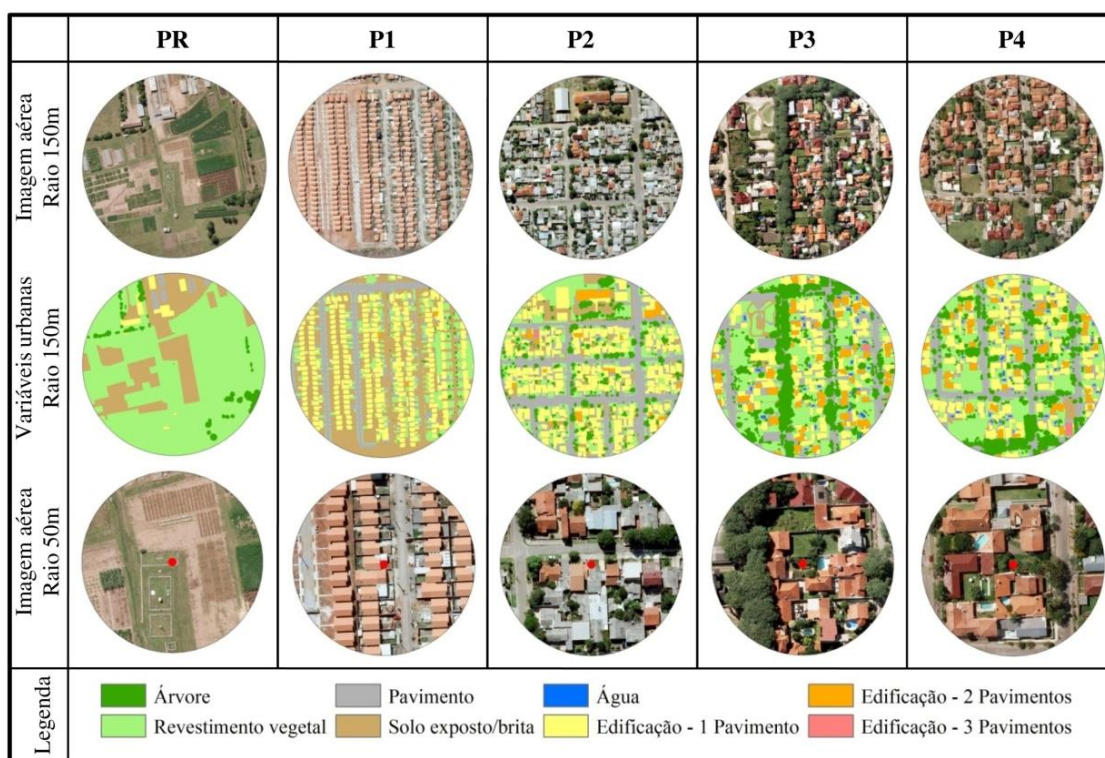 PR P1 P2 P3 P4
Imagem aérea
Raio 150m
Variáveis urbanas
Raio 150m
Imagem aérea
Raio 50m
Legenda
Árvore Pavimento Água Edificação - 2 Pavimentos
Revestimento vegetal Solo exposto/brita Edificação - 1 Pavimento Edificação - 3 Pavimentos